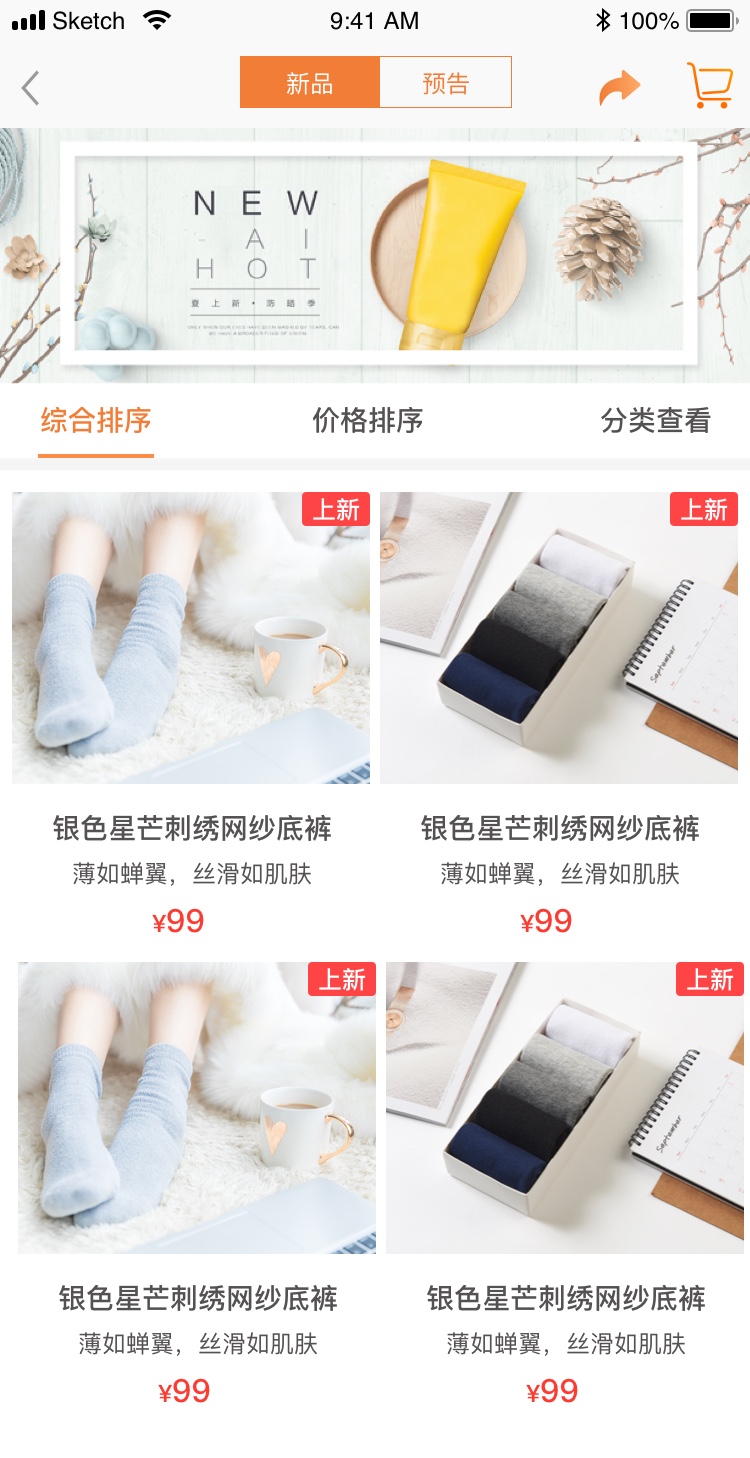 Sketch 9:41 AM 100%
新品 预告
NEW
AI
HOT
夏上新·防晒季
综合排序 价格排序 分类查看
上新 上新
September
银色星芒刺绣网纱底裤 银色星芒刺绣网纱底裤
薄如蝉翼，丝滑如肌肤 薄如蝉翼，丝滑如肌肤
¥99 ¥99
上新 上新
September
银色星芒刺绣网纱底裤 银色星芒刺绣网纱底裤
薄如蝉翼，丝滑如肌肤 薄如蝉翼，丝滑如肌肤
¥99 ¥99